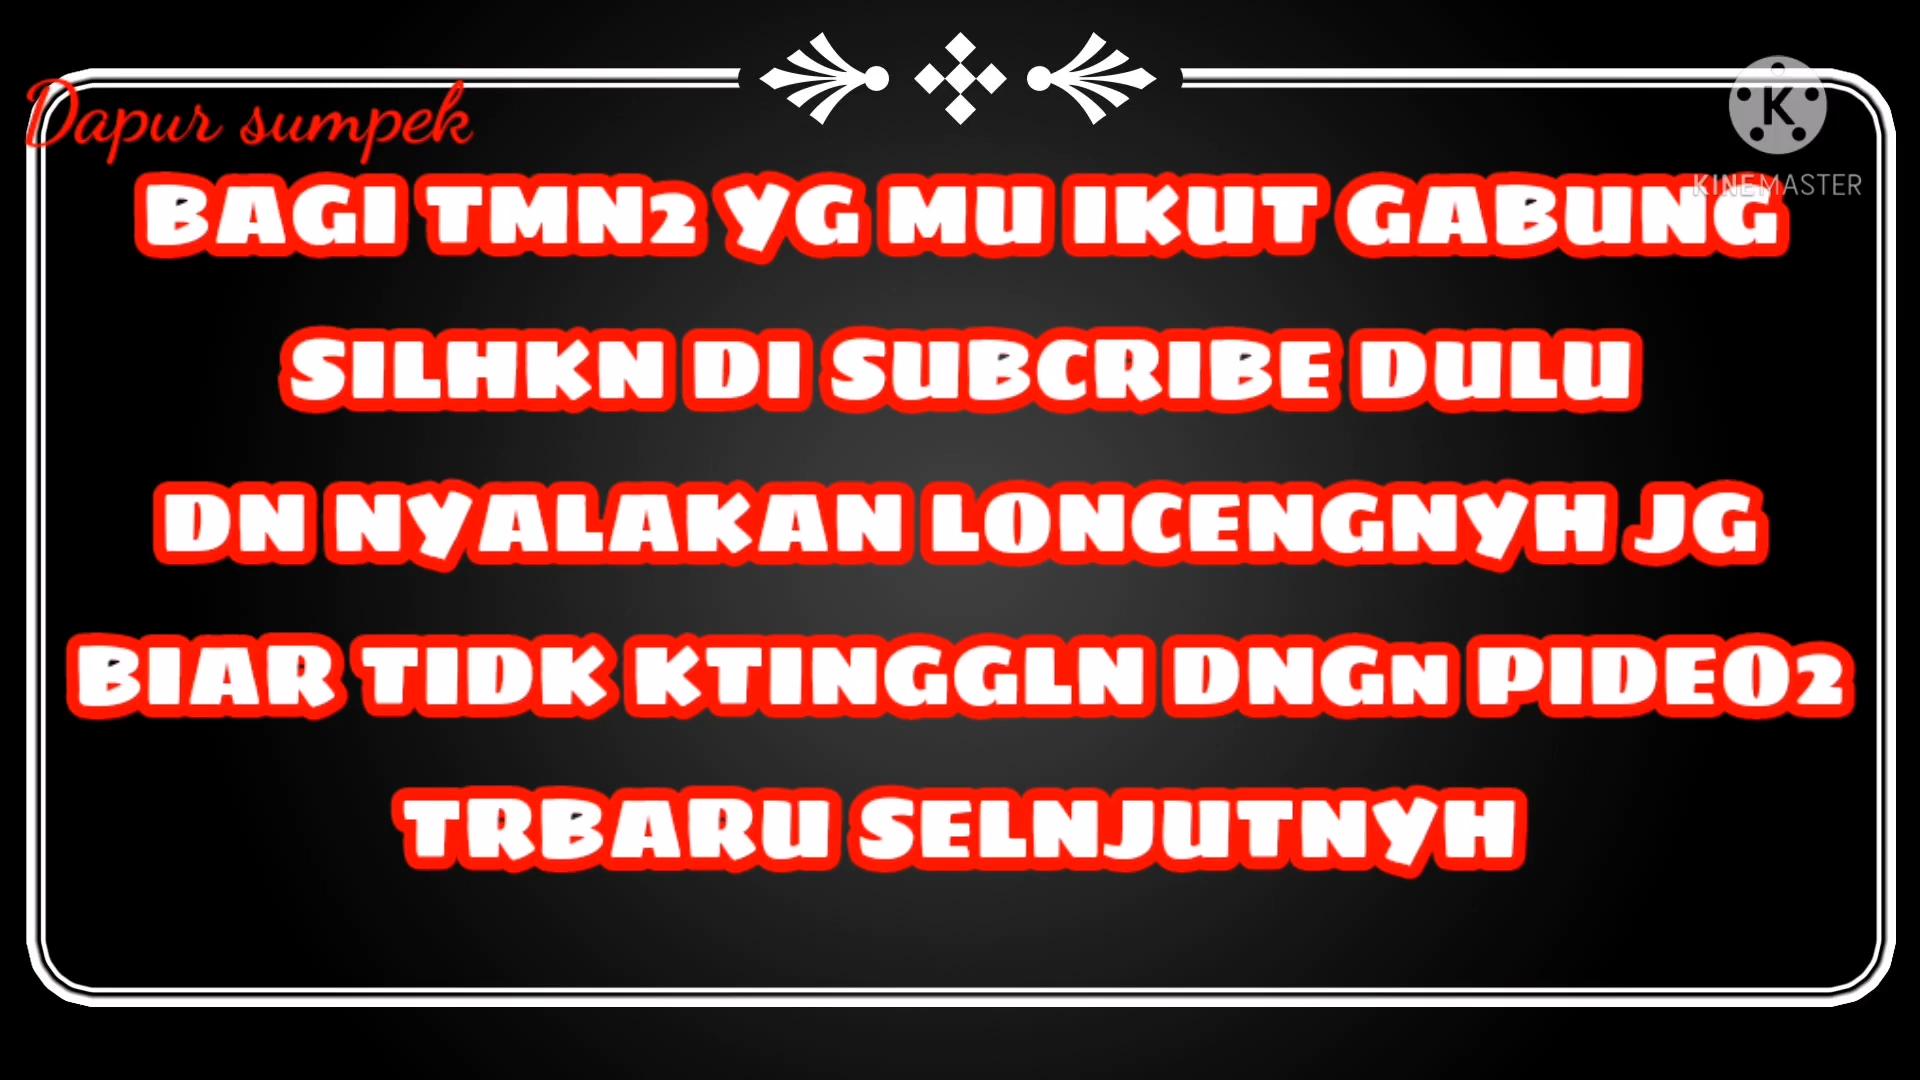 Dapur sumpek
KINEMASTER
BAGI TMN2 YG MU IKUT GABUNG
SILHKN DI SUBCRIBE DULU
DN NYALAKAN LONCENGNYH JG
BIAR TIDK KTINGGLN DNGn PIDEO2
TRBARU SELNJUTNYH